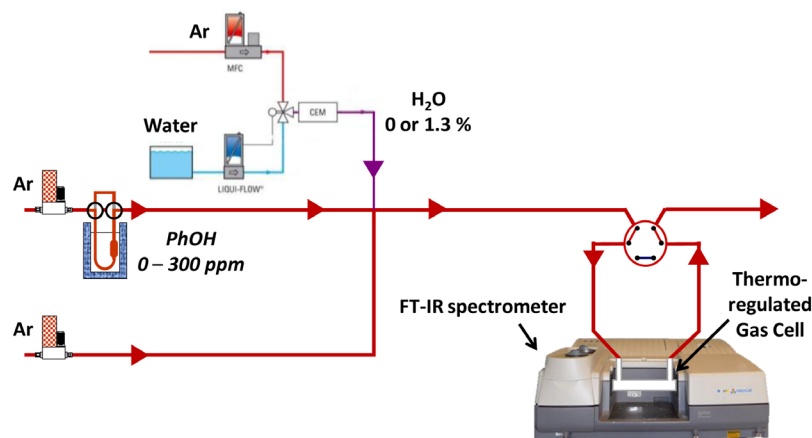 Ar
MFC
CEM
H₂O
0 or 1.3 %
Water
LIQUI-FLOW"
Ar
PhOH
0 – 300 ppm
Thermo-
regulated
Gas Cell
FT-IR spectrometer
Ar